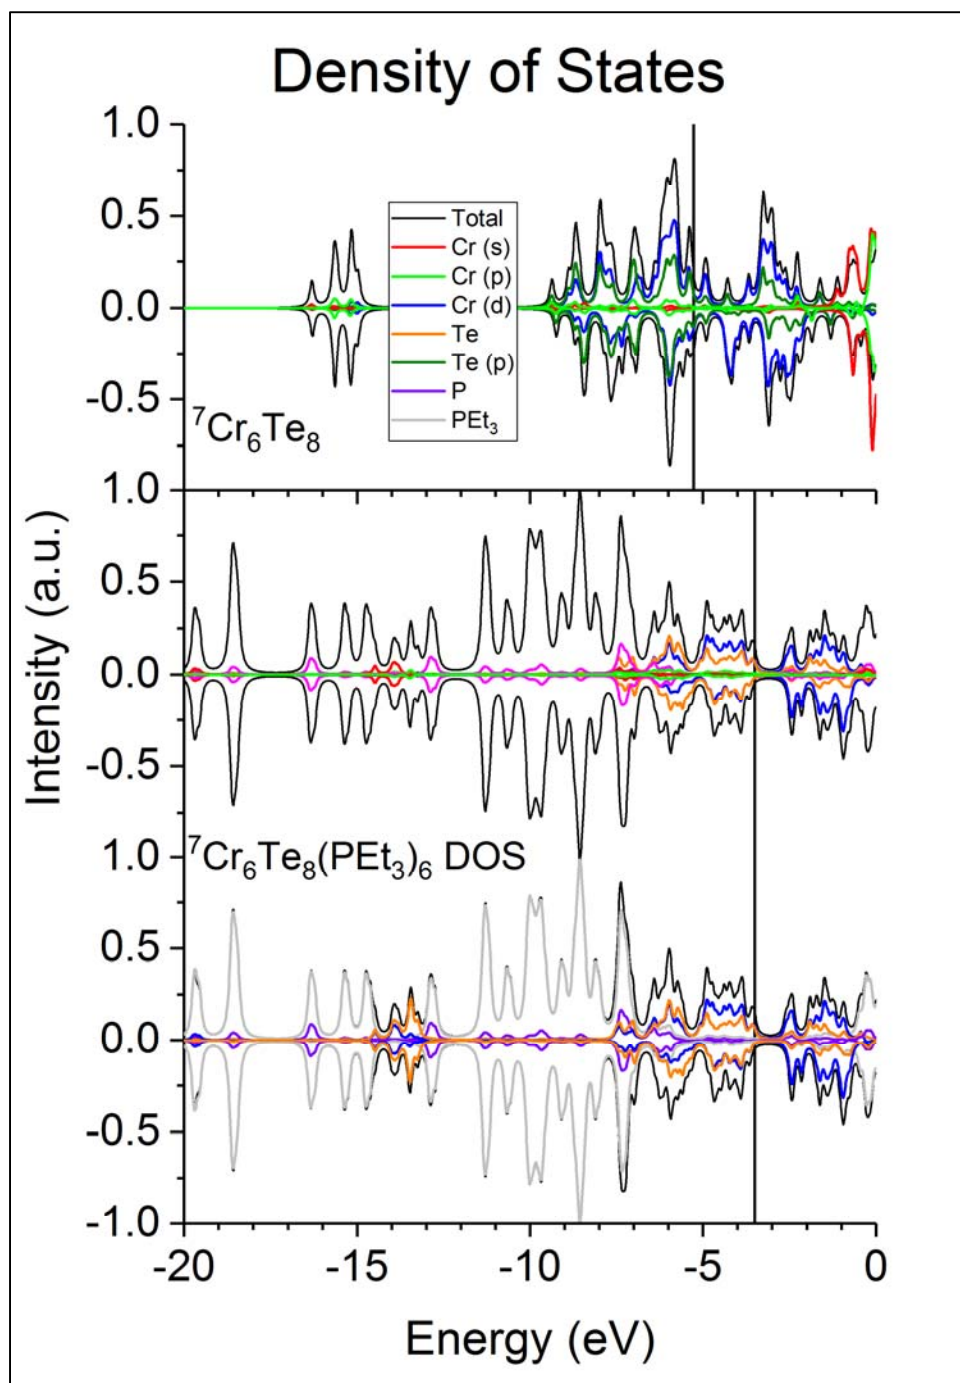 Density of States
1.0
0.5
0.0
-0.5
Total
Cr (s)
Cr (p)
Cr (d)
Te
Te (p)
P
PEt₃
⁷Cr₆Te₈
1.0
0.5
0.0
-0.5
⁷Cr₆Te₈(PEt₃)₆ DOS
1.0
0.5
0.0
-0.5
-1.0
-20 -15 -10 -5 0
Intensity (a.u.)
Energy (eV)